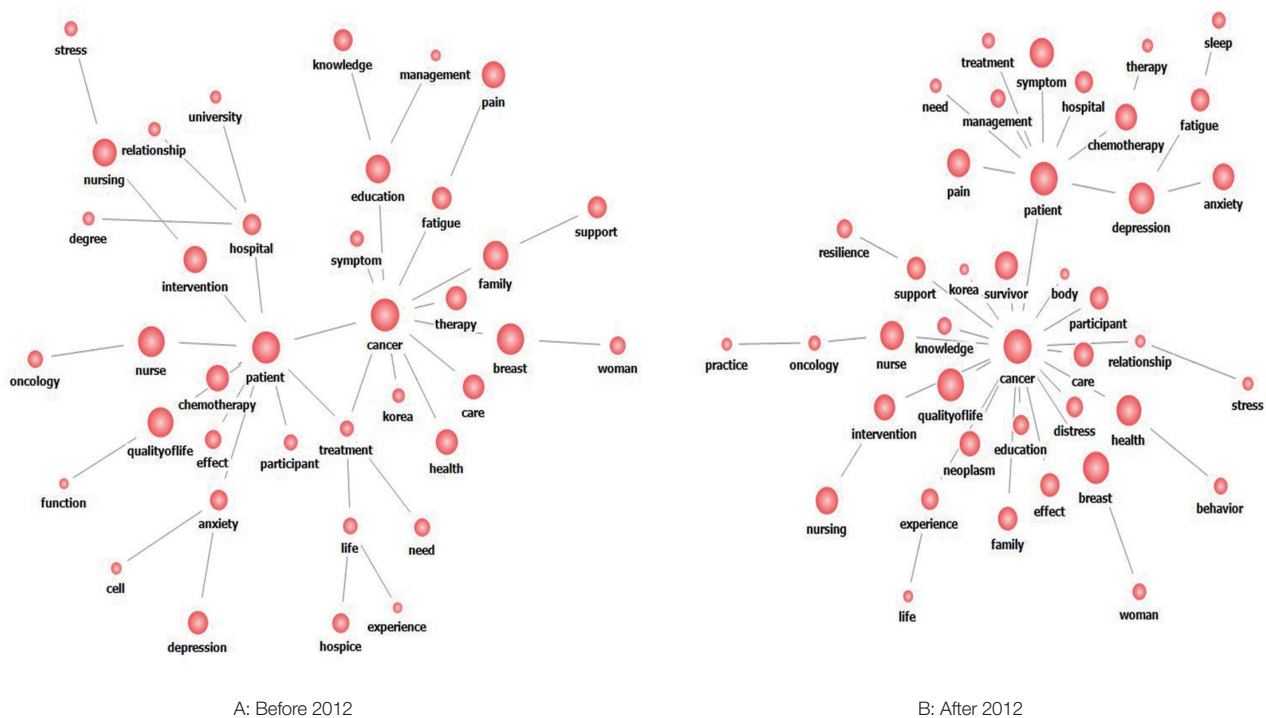 stress
knowledge
management
pain
university
relationship
nursing
education
degree
hospital
fatigue
support
symptom
intervention
family
therapy
cancer
oncology
nurse
patient
breast
woman
chemotherapy
korea
care
qualityoflife
effect
participant
treatment
health
function
anxiety
life
need
cell
depression
hospice
experience
A: Before 2012
sleep
treatment
symptom
therapy
need
management
hospital
chemotherapy
fatigue
pain
patient
depression
anxiety
resilience
support
korea
survivor
body
participant
practice
oncology
nurse
knowledge
cancer
care
relationship
stress
qualityoflife
intervention
education
distress
health
neoplasm
breast
behavior
nursing
experience
family
effect
life
woman
B: After 2012